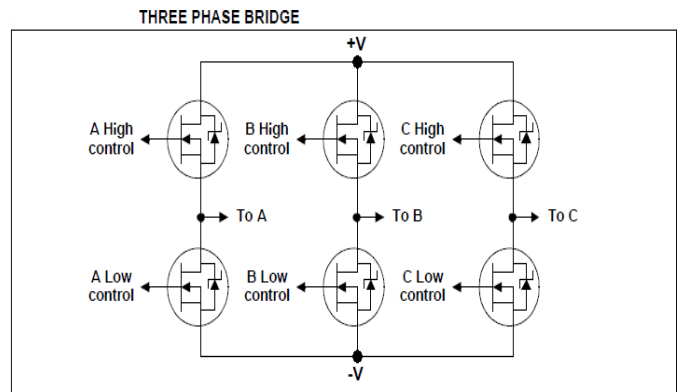 THREE PHASE BRIDGE
+V
A High
control
B High
control
C High
control
To A
To B
To C
A Low
control
B Low
control
C Low
control
-V